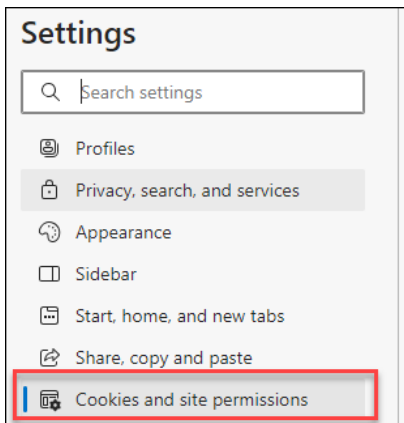 Settings
Search settings
Profiles
Privacy, search, and services
Appearance
Sidebar
Start, home, and new tabs
Share, copy and paste
Cookies and site permissions